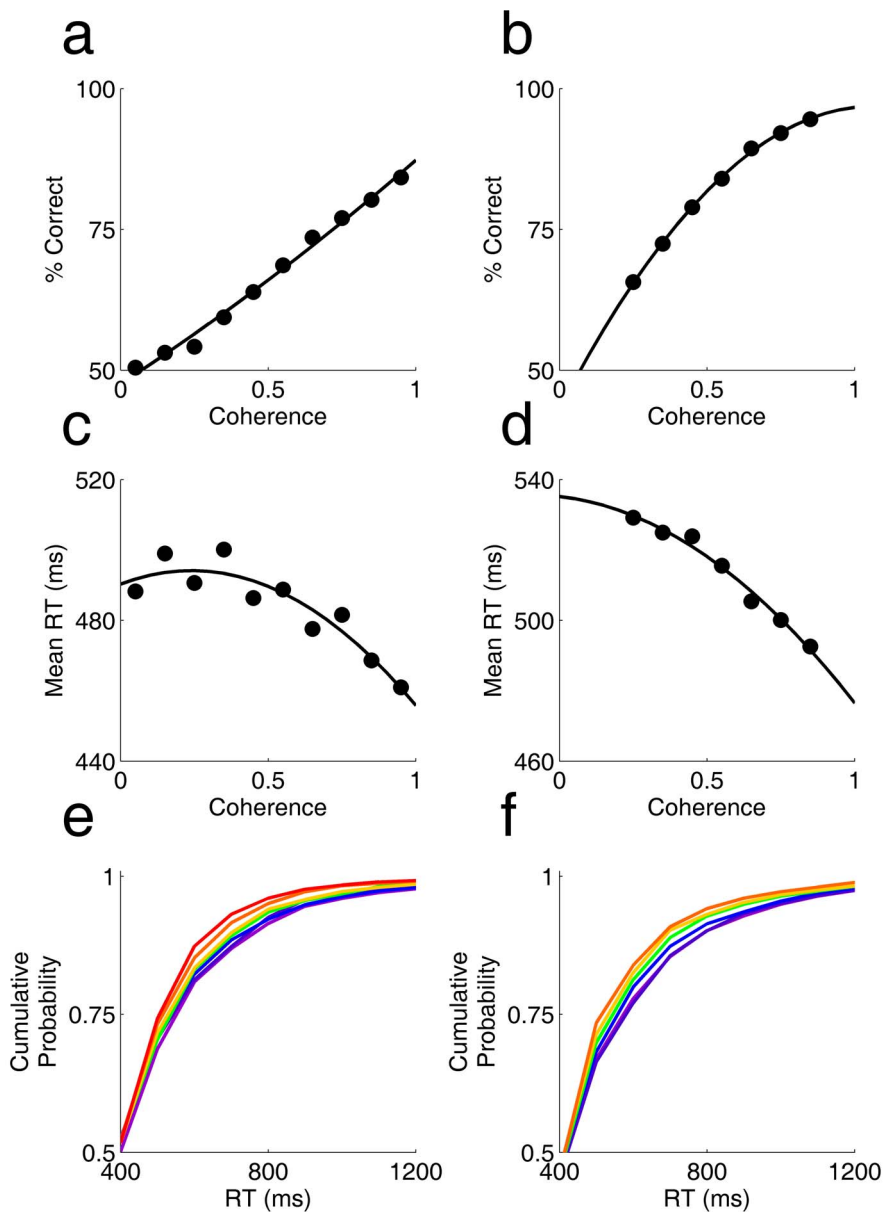 a
100
75
50
% Correct
0 0.5 1
Coherence
b
100
75
50
% Correct
0 0.5 1
Coherence
c
520
480
440
Mean RT (ms)
0 0.5 1
Coherence
d
540
500
460
Mean RT (ms)
0 0.5 1
Coherence
e
1
0.75
0.5
Cumulative
Probability
400 800 1200
RT (ms)
f
1
0.75
0.5
Cumulative
Probability
400 800 1200
RT (ms)